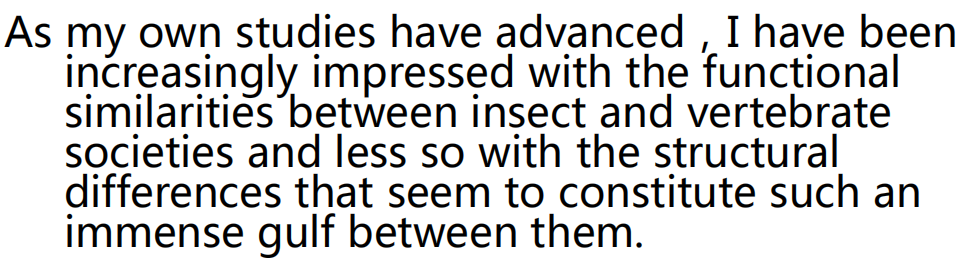 As my own studies have advanced , I have been
increasingly impressed with the functional
similarities between insect and vertebrate
societies and less so with the structural
differences that seem to constitute such an
immense gulf between them.